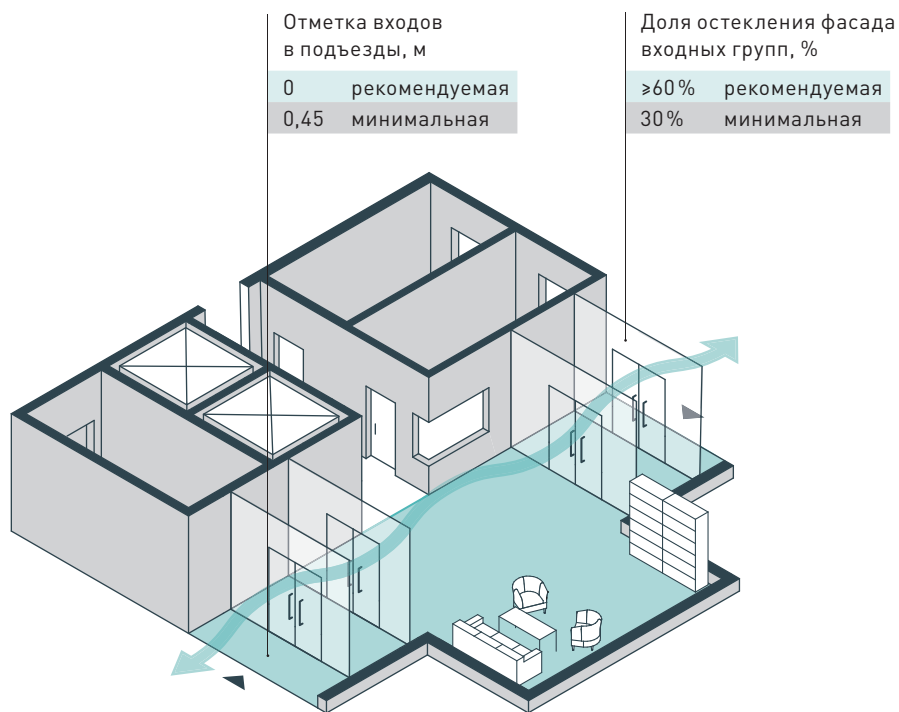 Отметка входов
в подъезды, м
0 рекомендуемая
0,45 минимальная
Доля остекления фасада
входных групп, %
≥60% рекомендуемая
30% минимальная